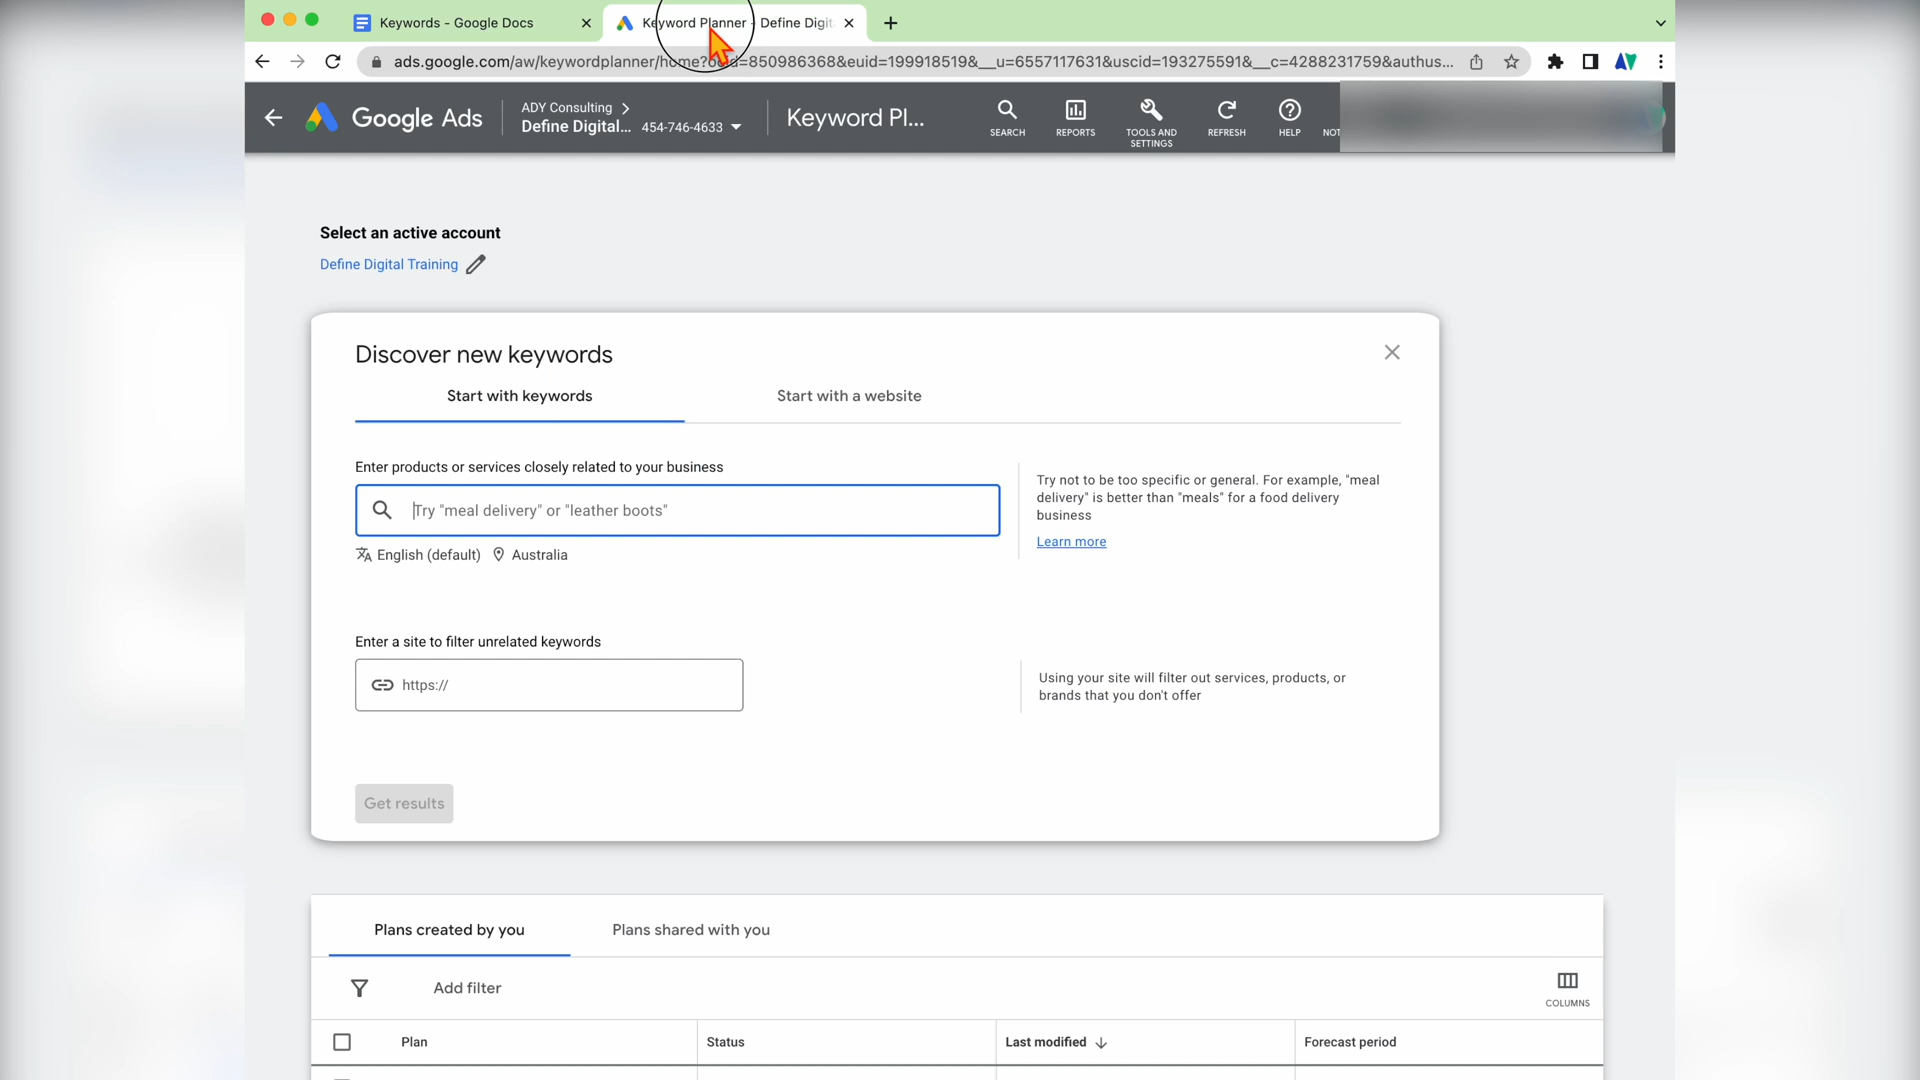 Keywords - Google Docs
Keyword Planner - Define Digit
ads.google.com/aw/keywordplanner/home?ocid=850986368&euid=199918519&__u=6557117631&uscid=193275591&__c=4288231759&authus...
Google Ads
ADY Consulting
Define Digital... 454-746-4633
Keyword Pl...
SEARCH
REPORTS
TOOLS AND
SETTINGS
REFRESH
HELP
NOT
Select an active account
Define Digital Training
Discover new keywords
Start with keywords
Start with a website
Enter products or services closely related to your business
Try "meal delivery" or "leather boots"
English (default)
Australia
Try not to be too specific or general. For example, "meal
delivery" is better than "meals" for a food delivery
business
Learn more
Enter a site to filter unrelated keywords
https://
Using your site will filter out services, products, or
brands that you don't offer
Get results
Plans created by you
Plans shared with you
Add filter
COLUMNS
Plan
Status
Last modified
Forecast period